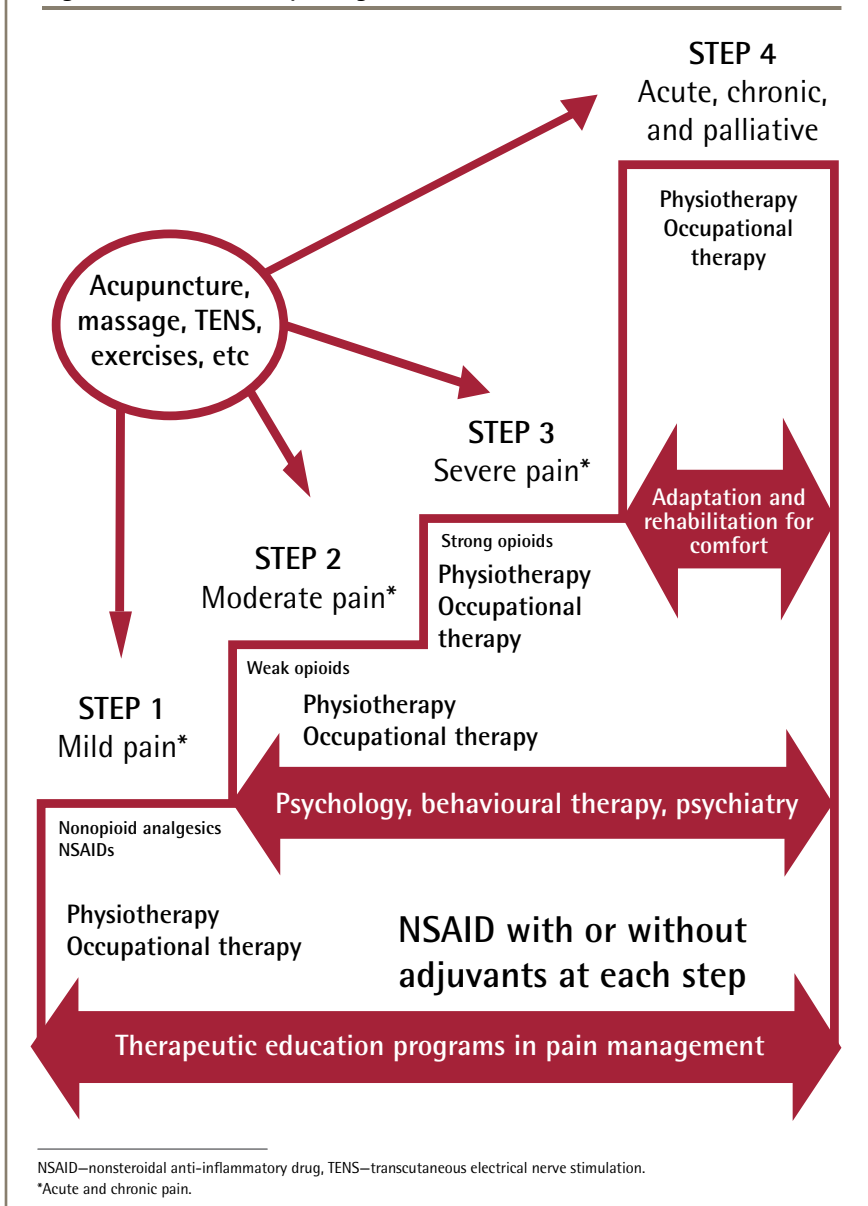 STEP 4
Acute, chronic,
and palliative
Physiotherapy
Occupational
therapy
Acupuncture,
massage, TENS,
exercises, etc
STEP 3
Severe pain*
Adaptation and
rehabilitation for
comfort
Strong opioids
Physiotherapy
Occupational
therapy
STEP 2
Moderate pain*
Weak opioids
Physiotherapy
Occupational therapy
STEP 1
Mild pain*
Psychology, behavioural therapy, psychiatry
Nonopioid analgesics
NSAIDs
Physiotherapy
Occupational therapy
NSAID with or without
adjuvants at each step
Therapeutic education programs in pain management
NSAID—nonsteroidal anti-inflammatory drug, TENS—transcutaneous electrical nerve stimulation.
*Acute and chronic pain.